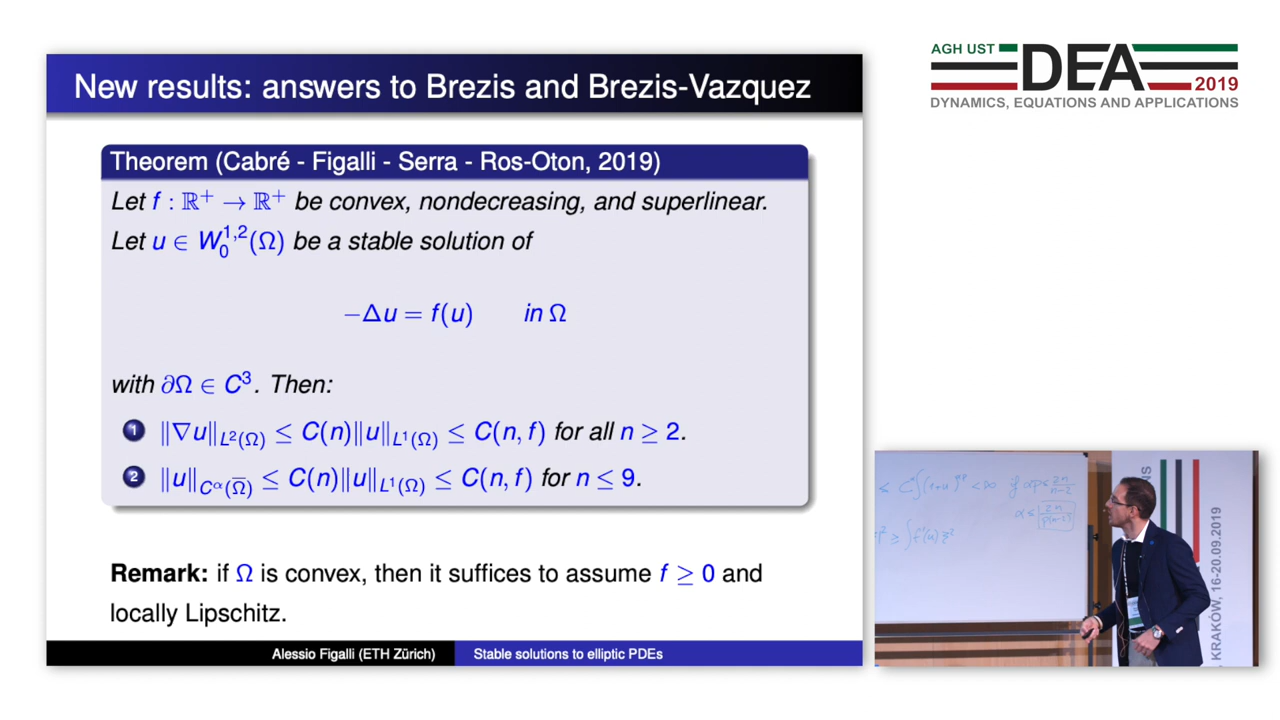 New results: answers to Brezis and Brezis-Vazquez
Theorem (Cabré - Figalli - Serra - Ros-Oton, 2019)
Let f : ℝ⁺ → ℝ⁺ be convex, nondecreasing, and superlinear.
Let u ∈ W₀^{1,2}(Ω) be a stable solution of
−Δu = f(u) in Ω
with ∂Ω ∈ C³. Then:
1 ‖∇u‖_{L²(Ω)} ≤ C(n)‖u‖_{L¹(Ω)} ≤ C(n, f) for all n ≥ 2.
2 ‖u‖_{C^α(Ω̅)} ≤ C(n)‖u‖_{L¹(Ω)} ≤ C(n, f) for n ≤ 9.
Remark: if Ω is convex, then it suffices to assume f ≥ 0 and
locally Lipschitz.
Alessio Figalli (ETH Zürich)
Stable solutions to elliptic PDEs
AGH UST
DEA
2019
DYNAMICS, EQUATIONS AND APPLICATIONS
≥ ∫f'(u) ξ²
KRAKÓW, 16-20.09.2019